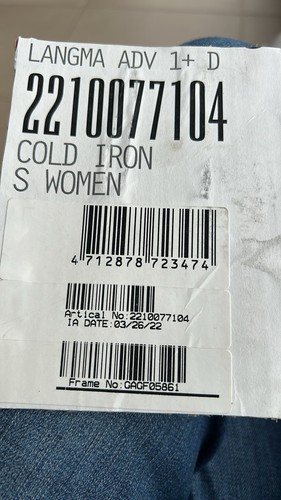 LANGMA ADV 1+ D
2210077104
COLD IRON
S WOMEN
4 712878 723474
Artical No:2210077104
IA DATE:03/26/22
Frame No:GAGF05861